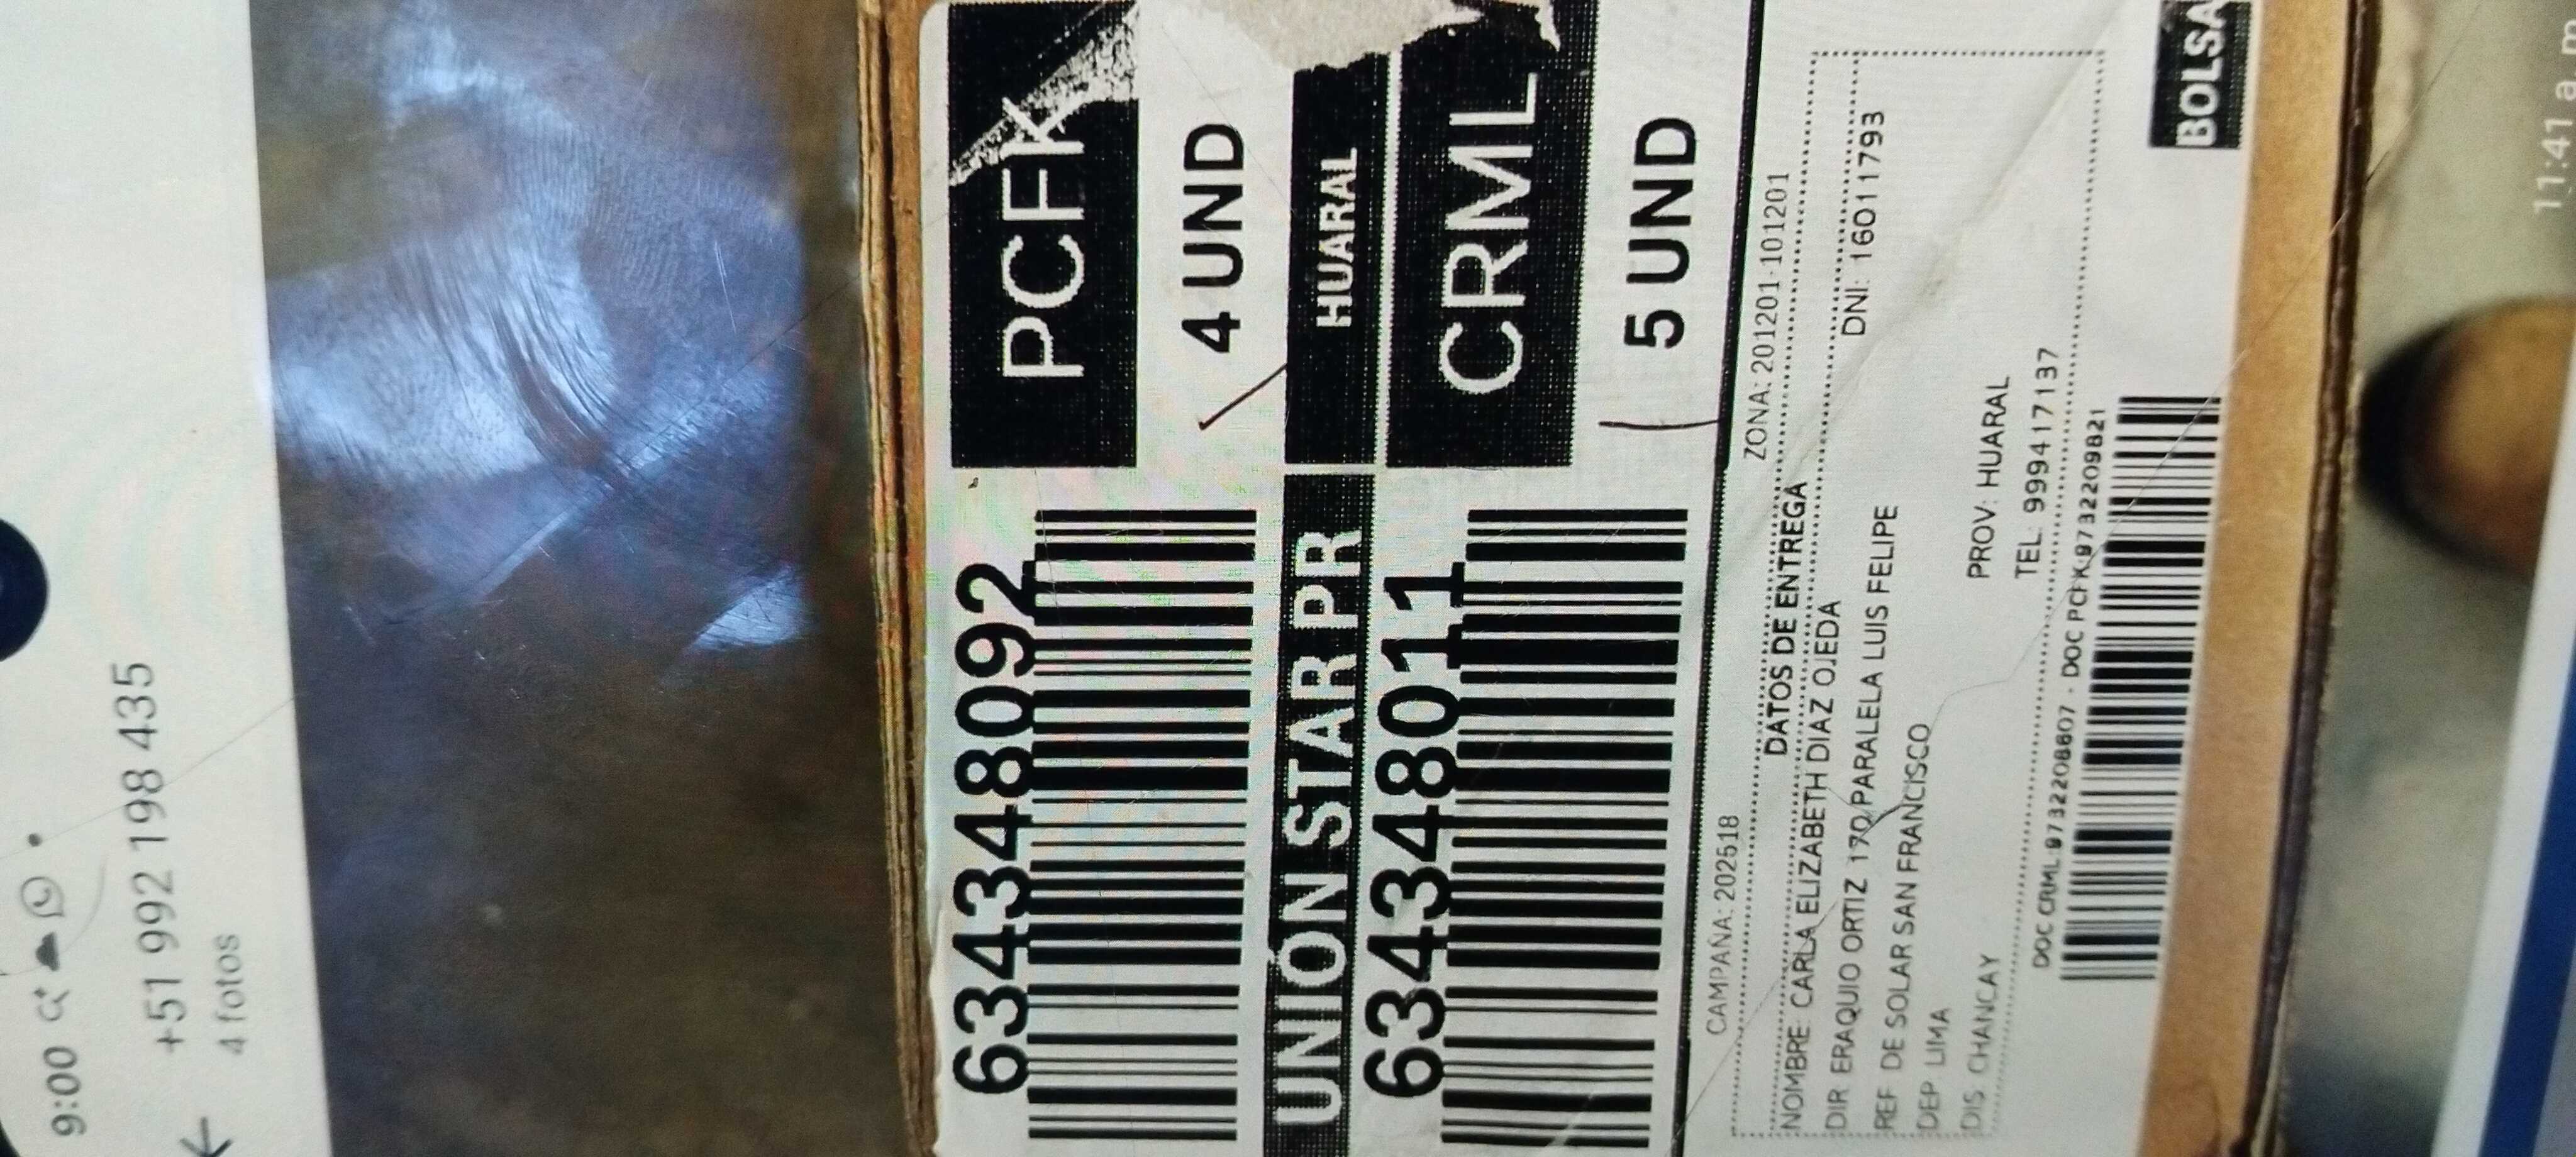 9:00
+51 992 198 435
4 fotos
634348092
PCFK
4 UND
UNIÓN STAR PR
HUARAL
634348011
CRML
5 UND
CAMPAÑA: 202518
ZONA: 201201-101201
DATOS DE ENTREGA
NOMBRE: CARLA ELIZABETH DIAZ OJEDA
DIR ERAQUIO ORTIZ 170 PARALELA LUIS FELIPE
DNI: 16011793
REF DE SOLAR SAN FRANCISCO
DEP LIMA
DIS CHANCAY
PROV: HUARAL
TEL: 999417137
DOC CRML:9732208807 - DOC PCFK:9732209821
BOLSA
11:41 a. m